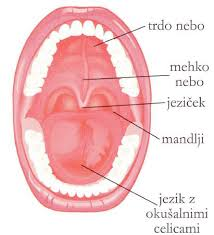 trdo nebo
mehko
nebo
jeziček
mandlji
jezik z
okušalnimi
celicami